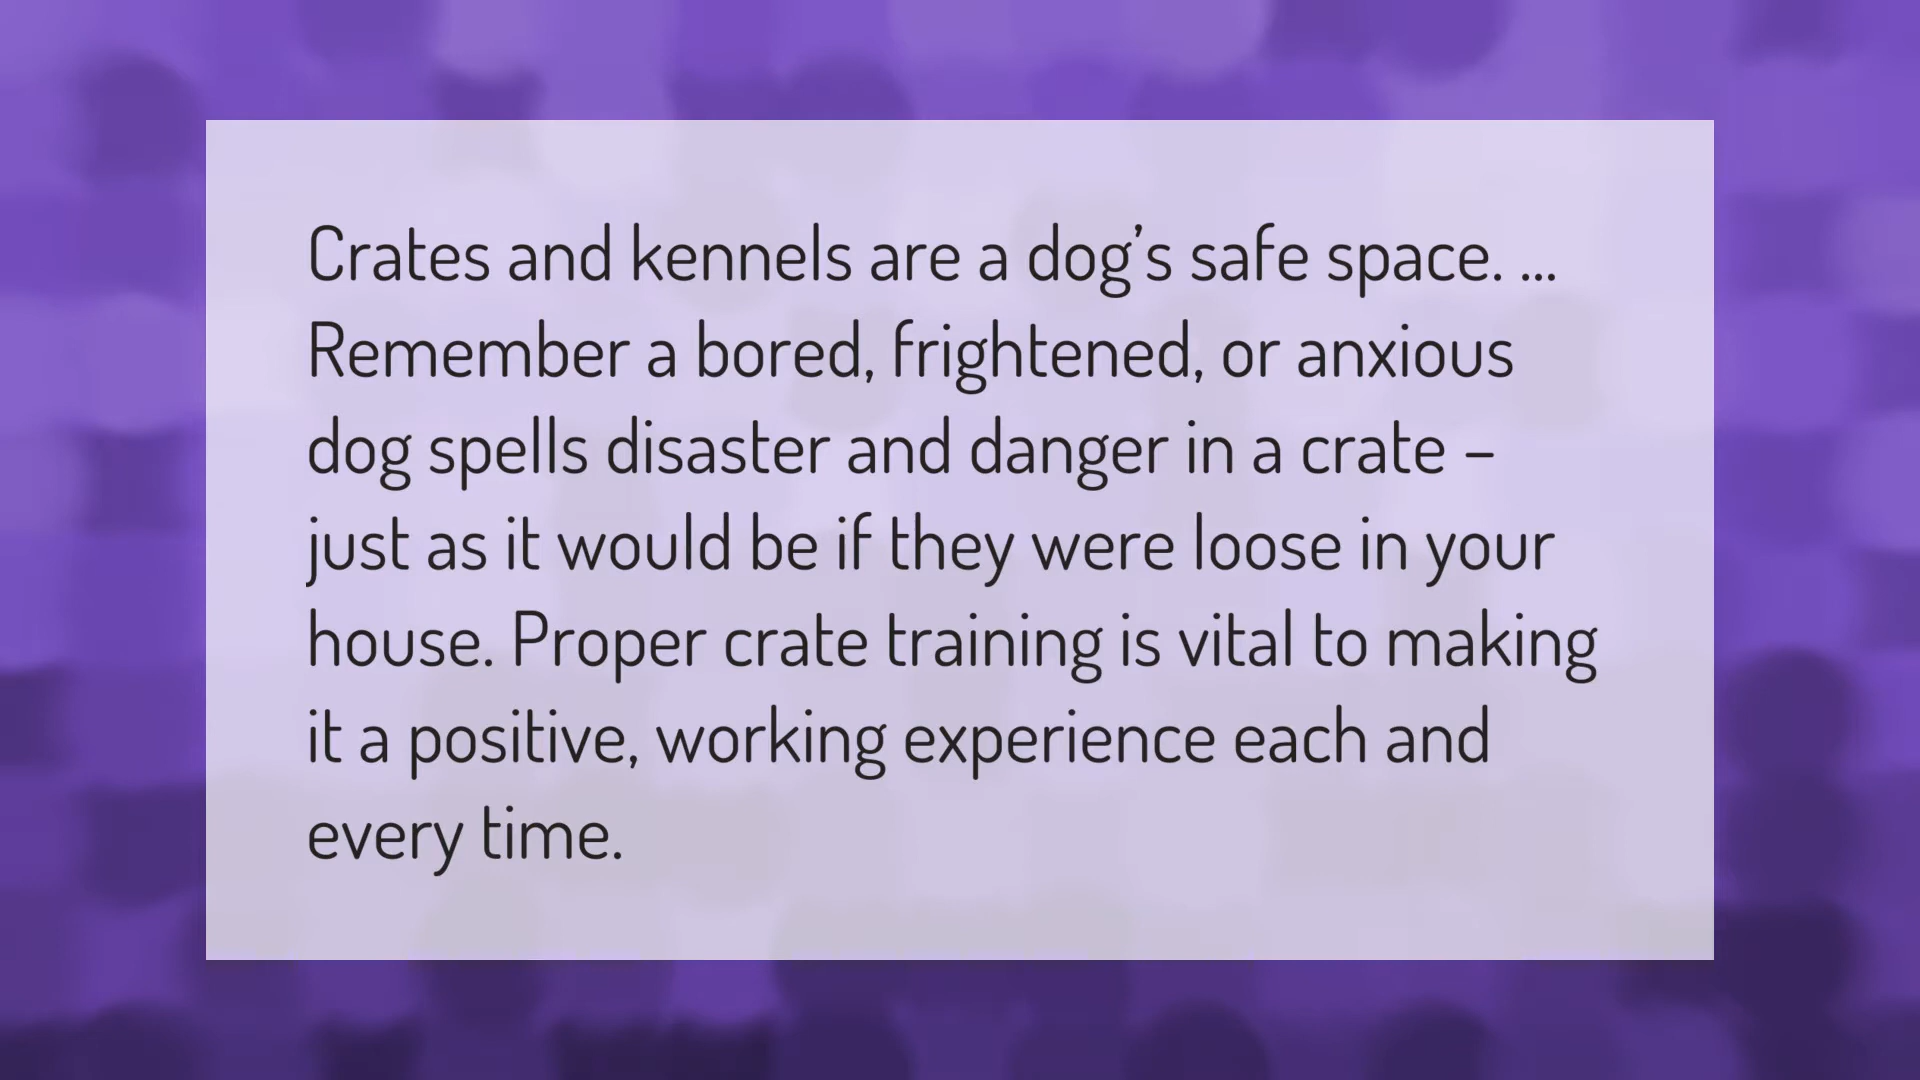 Crates and kennels are a dog’s safe space. ...
Remember a bored, frightened, or anxious
dog spells disaster and danger in a crate –
just as it would be if they were loose in your
house. Proper crate training is vital to making
it a positive, working experience each and
every time.